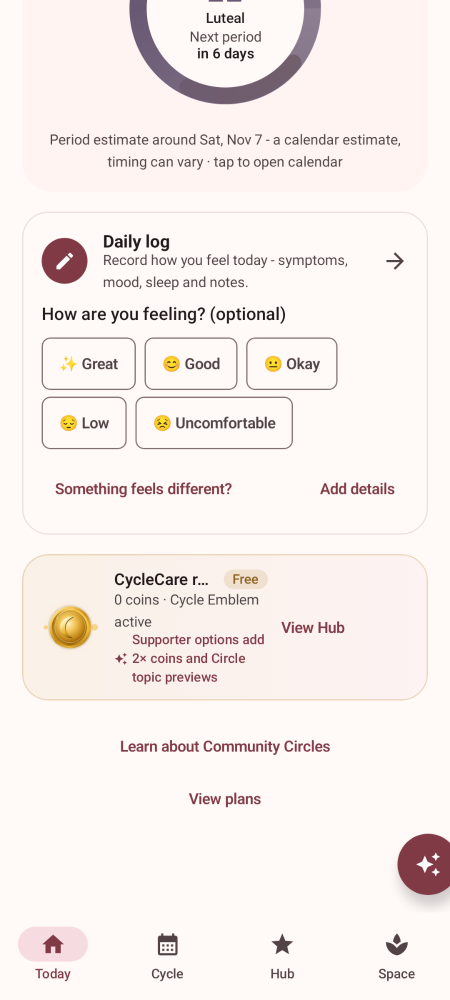 Luteal
Next period
in 6 days
Period estimate around Sat, Nov 7 - a calendar estimate,
timing can vary · tap to open calendar
Daily log
Record how you feel today - symptoms,
mood, sleep and notes.
How are you feeling? (optional)
✨ Great
😊 Good
😐 Okay
😔 Low
😣 Uncomfortable
Something feels different?
Add details
CycleCare r...
Free
0 coins · Cycle Emblem
active
Supporter options add
2× coins and Circle
topic previews
View Hub
Learn about Community Circles
View plans
Today
Cycle
Hub
Space